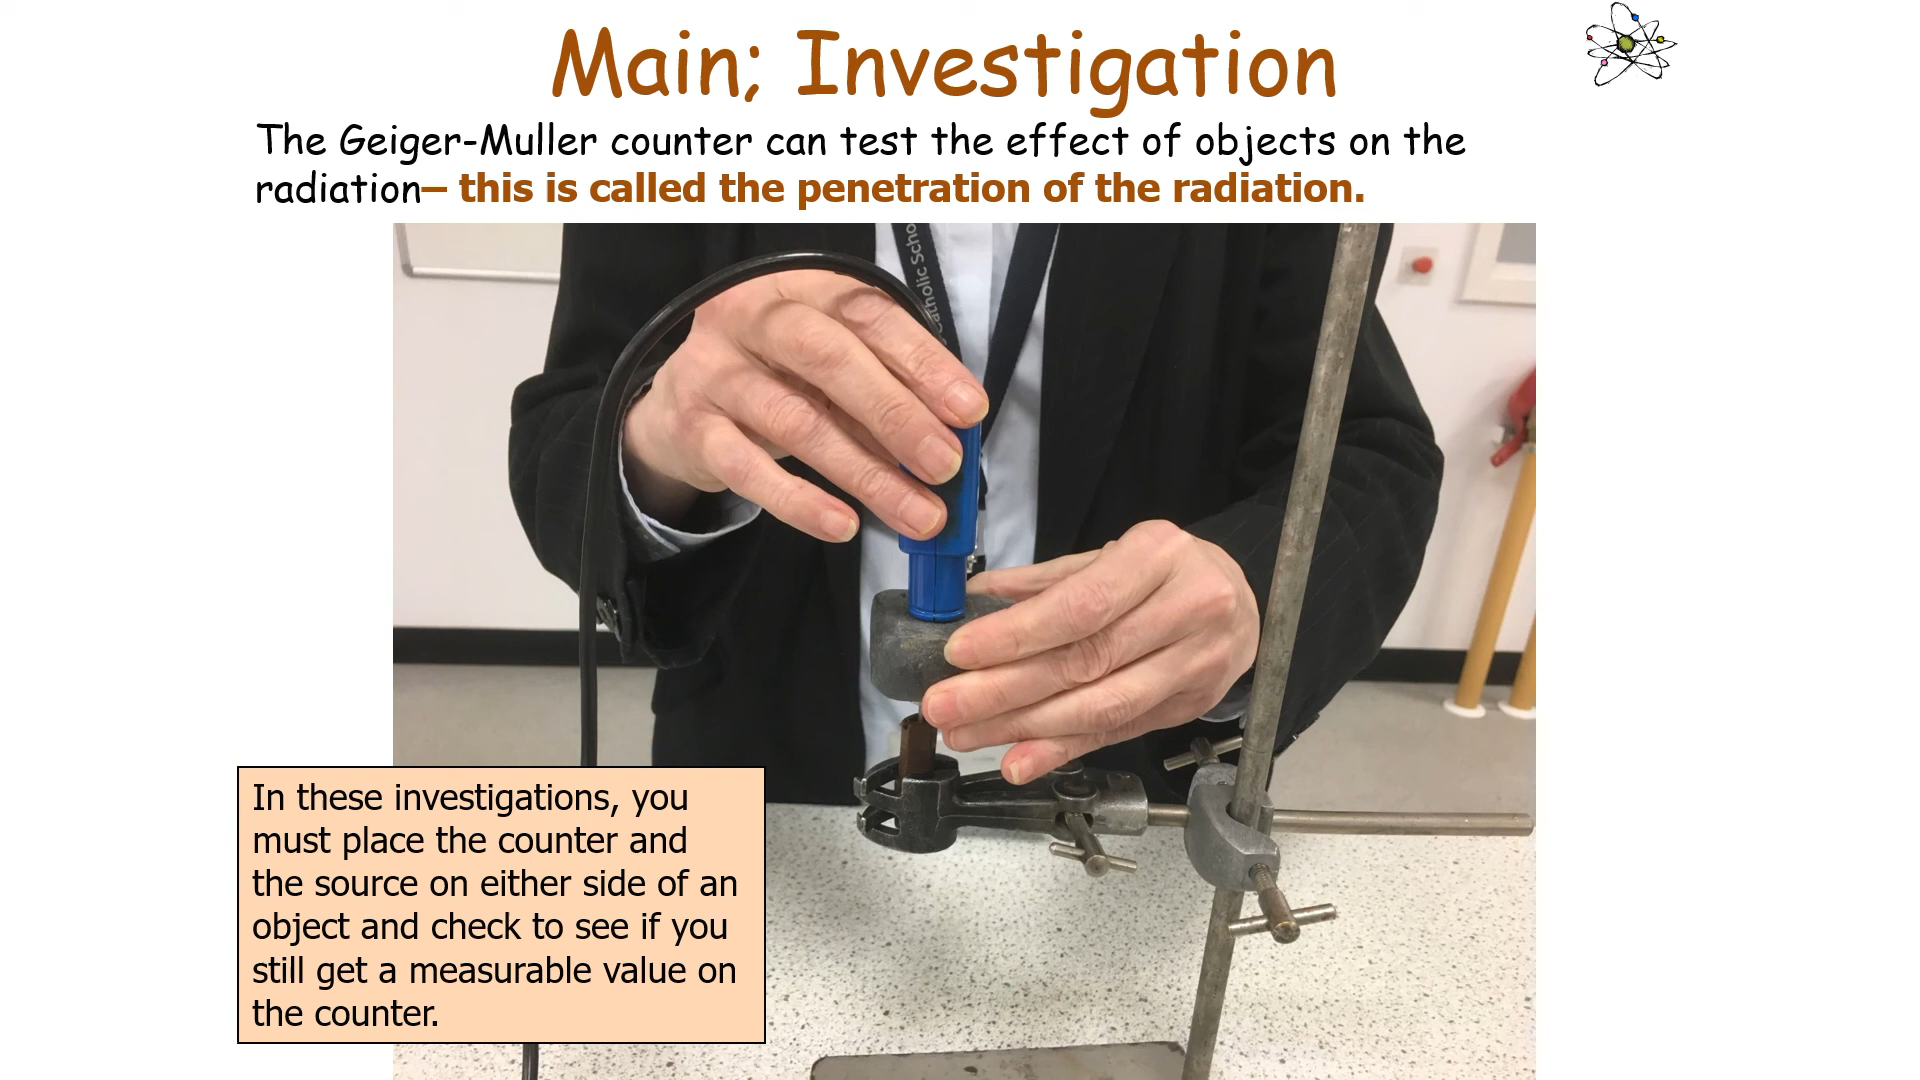 Main; Investigation
The Geiger-Muller counter can test the effect of objects on the
radiation– this is called the penetration of the radiation.
Catholic Scho
In these investigations, you
must place the counter and
the source on either side of an
object and check to see if you
still get a measurable value on
the counter.